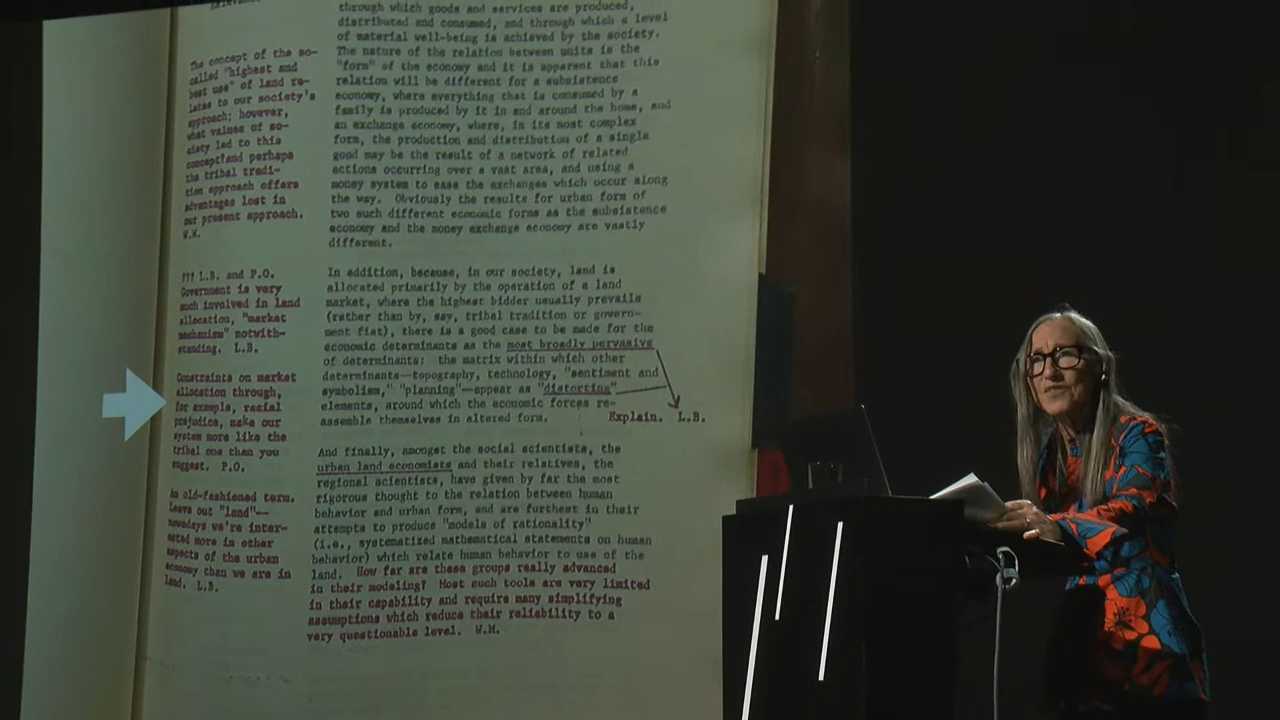 The concept of the so-
called "highest and
best use" of land re-
lates to our society's
approach; however,
what values of so-
ciety led to this
concept?and perhaps
the tribal tradi-
tion approach offers
advantages lost in
our present approach.
W.M.
??? L.B. and P.O.
Government is very
much involved in land
allocation, "market
mechanism" notwith-
standing. L.B.
Constraints on market
allocation through,
for example, racial
prejudice, make our
system more like the
tribal one than you
suggest. P.O.
An old-fashioned term.
Leave out "land"—
nowadays we're inter-
ested more in other
aspects of the urban
economy than we are in
land. L.B.
through which goods and services are produced,
distributed and consumed, and through which a level
of material well-being is achieved by the society.
The nature of the relation between units is the
"form" of the economy and it is apparent that this
relation will be different for a subsistence
economy, where everything that is consumed by a
family is produced by it in and around the home, and
an exchange economy, where, in its most complex
form, the production and distribution of a single
good may be the result of a network of related
actions occurring over a vast area, and using a
money system to ease the exchanges which occur along
the way. Obviously the results for urban form of
two such different economic forms as the subsistence
economy and the money exchange economy are vastly
different.
In addition, because, in our society, land is
allocated primarily by the operation of a land
market, where the highest bidder usually prevails
(rather than by, say, tribal tradition or govern-
ment fiat), there is a good case to be made for the
economic determinants as the most broadly pervasive
of determinants: the matrix within which other
determinants—topography, technology, "sentiment and
symbolism," "planning"—appear as "distorting"
elements, around which the economic forces re-
assemble themselves in altered form.
Explain. L.B.
And finally, amongst the social scientists, the
urban land economists and their relatives, the
regional scientists, have given by far the most
rigorous thought to the relation between human
behavior and urban form, and are furthest in their
attempts to produce "models of rationality"
(i.e., systematized mathematical statements on human
behavior) which relate human behavior to use of the
land. How far are these groups really advanced
in their modeling? Most such tools are very limited
in their capability and require many simplifying
assumptions which reduce their reliability to a
very questionable level. W.M.